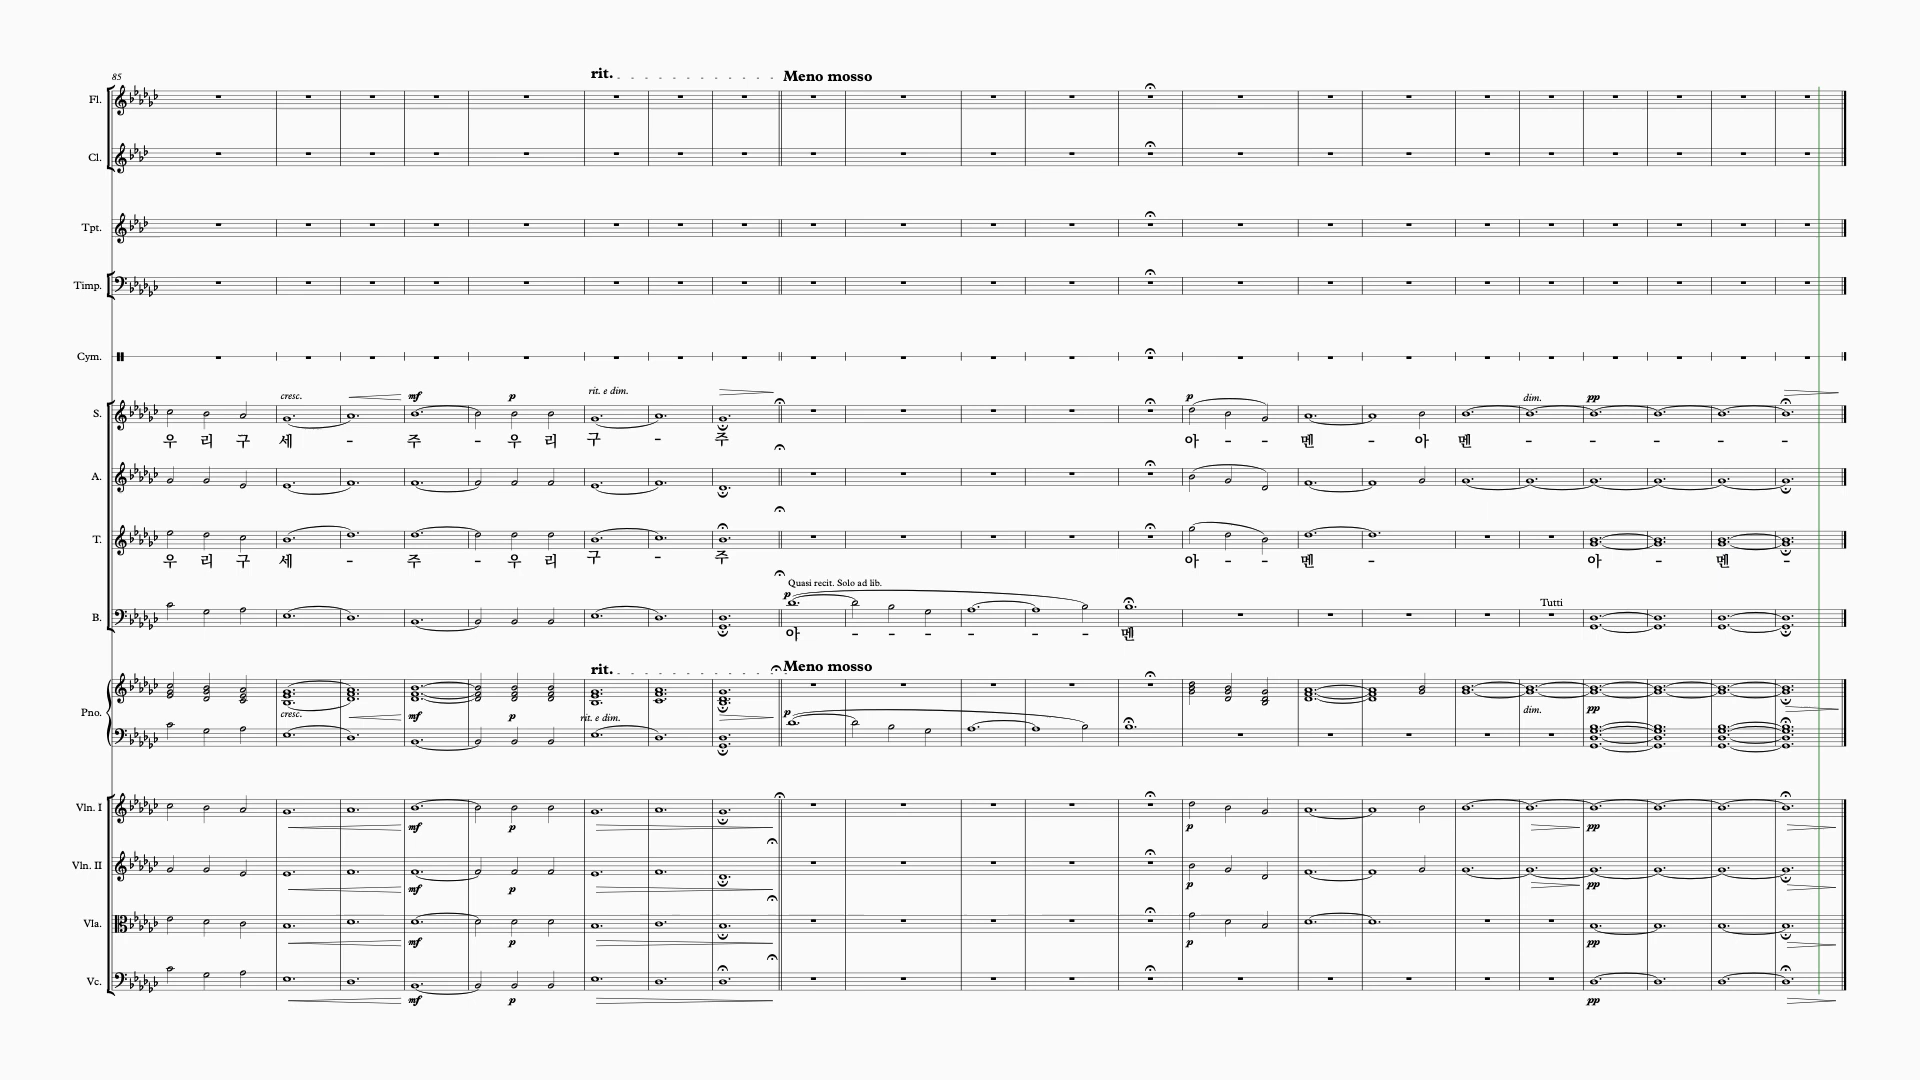 85
rit. Meno mosso
Fl.
Cl.
Tpt.
Timp.
Cym.
cresc. mf p rit. e dim. p dim. pp
S.
우 리 구 세 - 주 - 우 리 구 - 주 아 - - 멘 - 아 멘 - - - - -
A.
T.
우 리 구 세 - 주 - 우 리 구 - 주 아 - - 멘 - 아 - 멘 -
Quasi recit. Solo ad lib.
p
Tutti
B.
아 - - - - - - 멘
rit. Meno mosso
Pno.
cresc. mf p rit. e dim. p dim. pp
Vln. I
mf p p pp
Vln. II
mf p p pp
Vla.
mf p p pp
Vc.
mf p pp